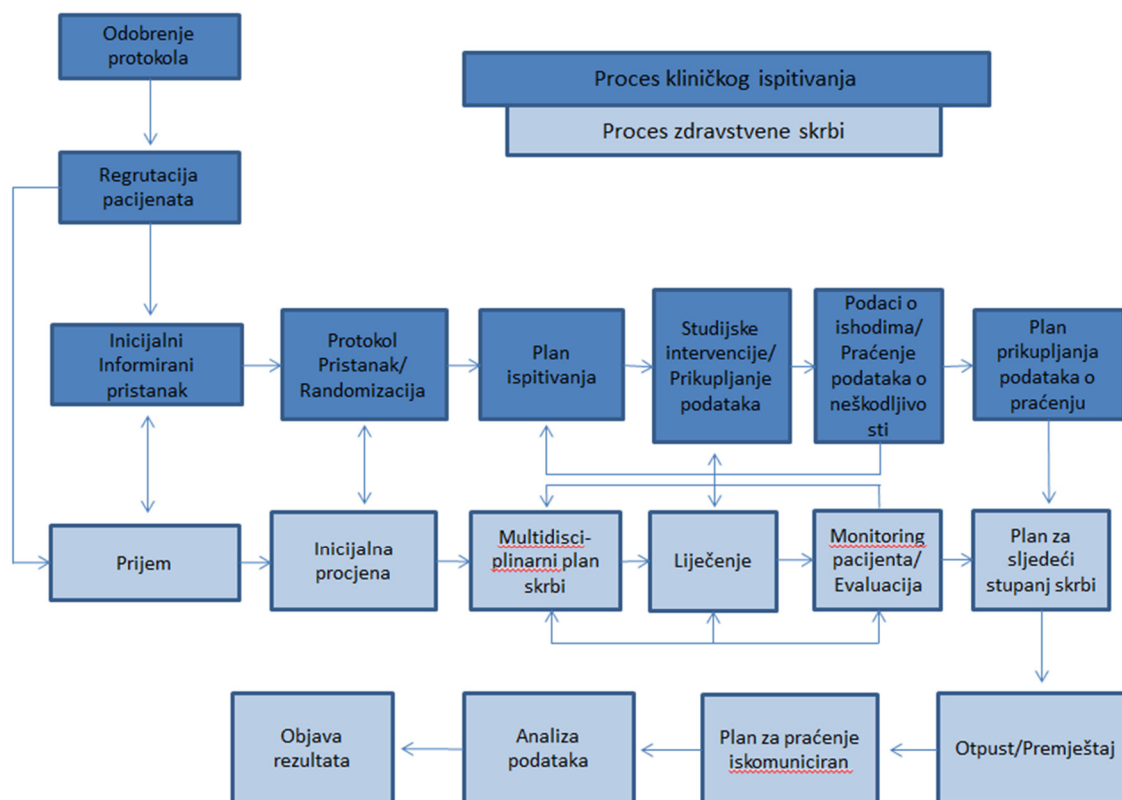 Odobrenje
protokola
Proces kliničkog ispitivanja
Proces zdravstvene skrbi
Regrutacija
pacijenata
Inicijalni
Informirani
pristanak
Protokol
Pristanak/
Randomizacija
Plan
ispitivanja
Studijske
intervencije/
Prikupljanje
podataka
Podaci o
ishodima/
Praćenje
podataka o
neškodljivo
sti
Plan
prikupljanja
podataka o
praćenju
Prijem
Inicijalna
procjena
Multidisci-
plinarni plan
skrbi
Liječenje
Monitoring
pacijenta/
Evaluacija
Plan za
sljedeći
stupanj skrbi
Objava
rezultata
Analiza
podataka
Plan za praćenje
iskomuniciran
Otpust/Premještaj